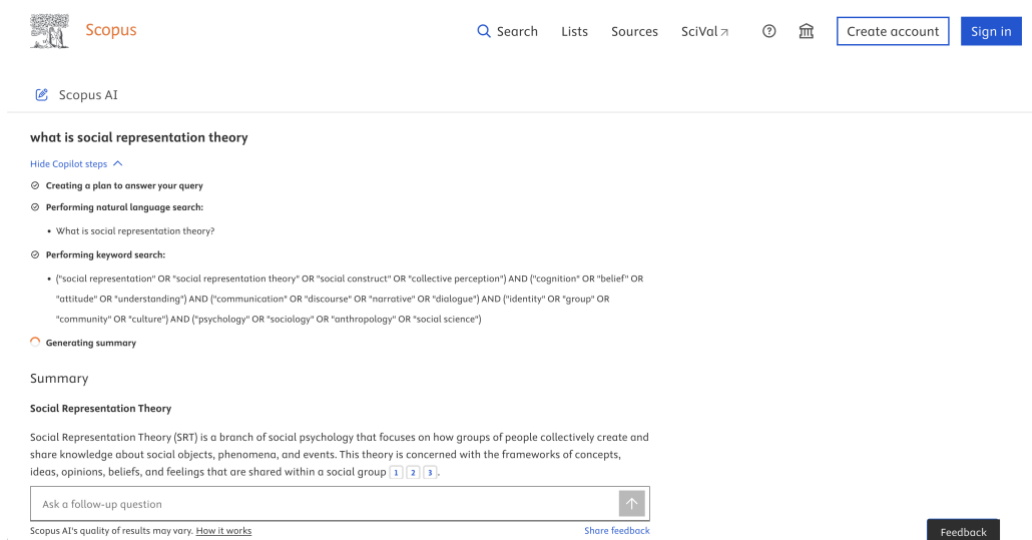 Scopus
Search Lists Sources SciVal Create account Sign in
Scopus AI
what is social representation theory
Hide Copilot steps
Creating a plan to answer your query
Performing natural language search:
• What is social representation theory?
Performing keyword search:
• ("social representation" OR "social representation theory" OR "social construct" OR "collective perception") AND ("cognition" OR "belief" OR
"attitude" OR "understanding") AND ("communication" OR "discourse" OR "narrative" OR "dialogue") AND ("identity" OR "group" OR
"community" OR "culture") AND ("psychology" OR "sociology" OR "anthropology" OR "social science")
Generating summary
Summary
Social Representation Theory
Social Representation Theory (SRT) is a branch of social psychology that focuses on how groups of people collectively create and
share knowledge about social objects, phenomena, and events. This theory is concerned with the frameworks of concepts,
ideas, opinions, beliefs, and feelings that are shared within a social group 1 2 3.
Ask a follow-up question
Scopus AI's quality of results may vary. How it works Share feedback
Feedback